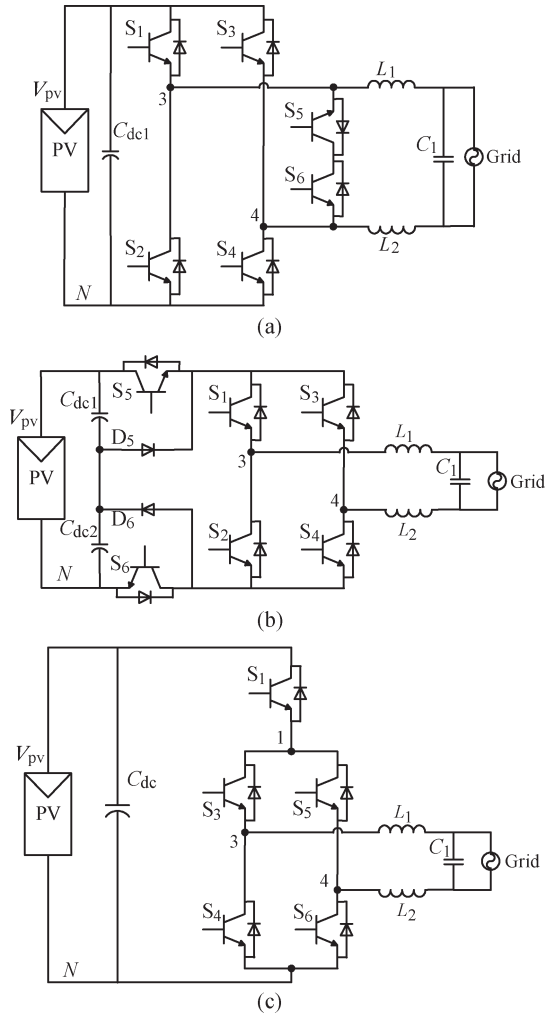 S1
S3
Vpv
3
L1
S5
PV
Cdc1
C1
Grid
S6
4
S2
S4
L2
N
(a)
S5
S1
S3
Vpv
Cdc1
D5
L1
3
C1
PV
Grid
4
D6
Cdc2
S2
S4
L2
N
S6
(b)
S1
1
Vpv
Cdc
S3
S5
L1
PV
3
C1
Grid
4
S4
S6
L2
N
(c)